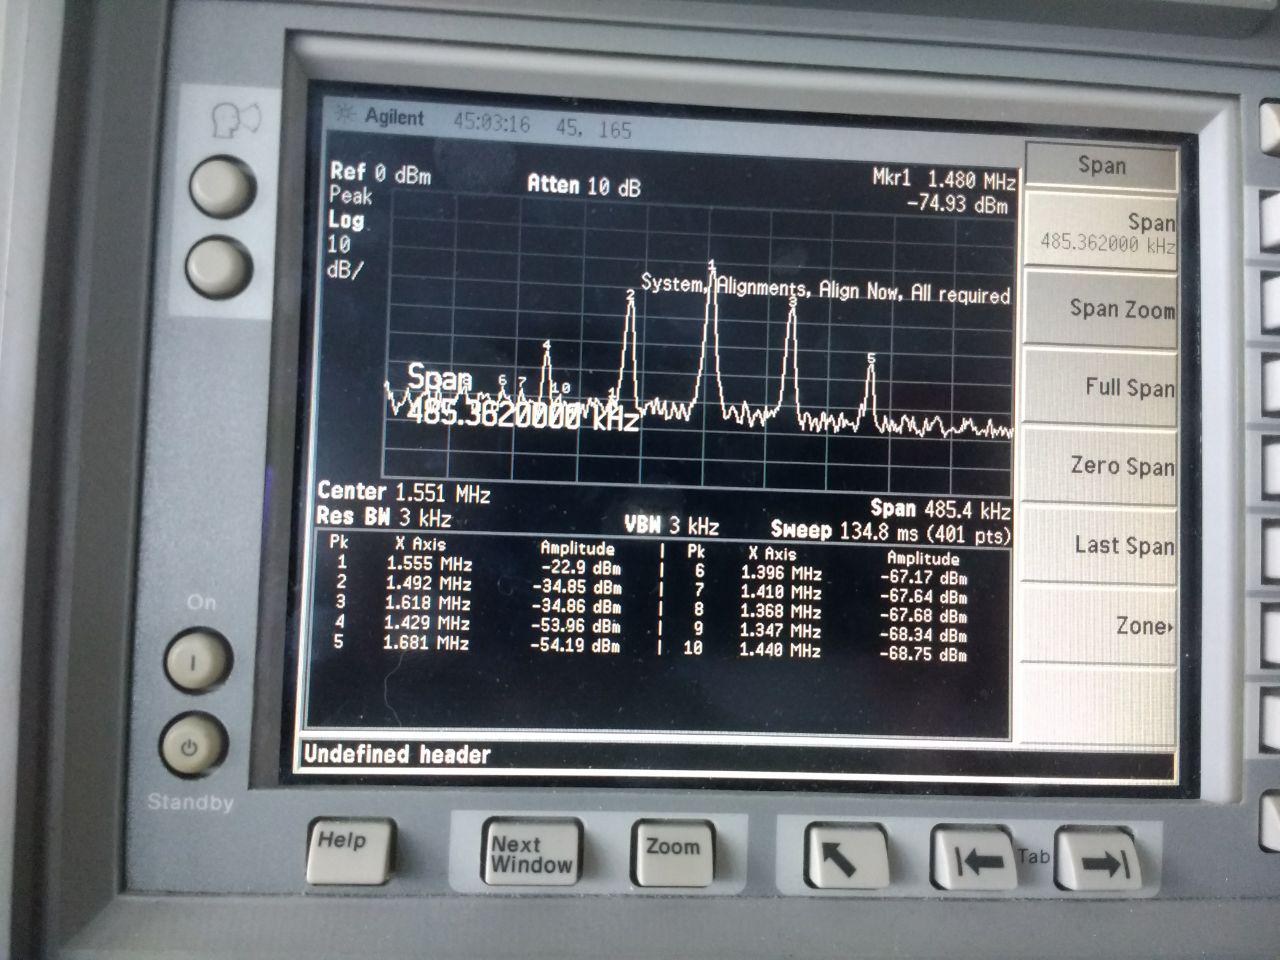 Agilent 45:03:16 45, 165
Ref 0 dBm
Atten 10 dB
Mkr1 1.480 MHz
-74.93 dBm
Peak
Log
10
dB/
System, Alignments, Align Now, All required
1
2
3
4
5
6
7
10
1
Span
485.3620000 kHz
Center 1.551 MHz
Span 485.4 kHz
Res BW 3 kHz
VBW 3 kHz
Sweep 134.8 ms (401 pts)
Pk X Axis Amplitude | Pk X Axis Amplitude
1 1.555 MHz -22.9 dBm | 6 1.396 MHz -67.17 dBm
2 1.492 MHz -34.85 dBm | 7 1.410 MHz -67.64 dBm
3 1.618 MHz -34.86 dBm | 8 1.368 MHz -67.68 dBm
4 1.429 MHz -53.96 dBm | 9 1.347 MHz -68.34 dBm
5 1.681 MHz -54.19 dBm | 10 1.440 MHz -68.75 dBm
Undefined header
Span
Span
485.362000 kHz
Span Zoom
Full Span
Zero Span
Last Span
Zone
On
Standby
Help
Next
Window
Zoom
Tab